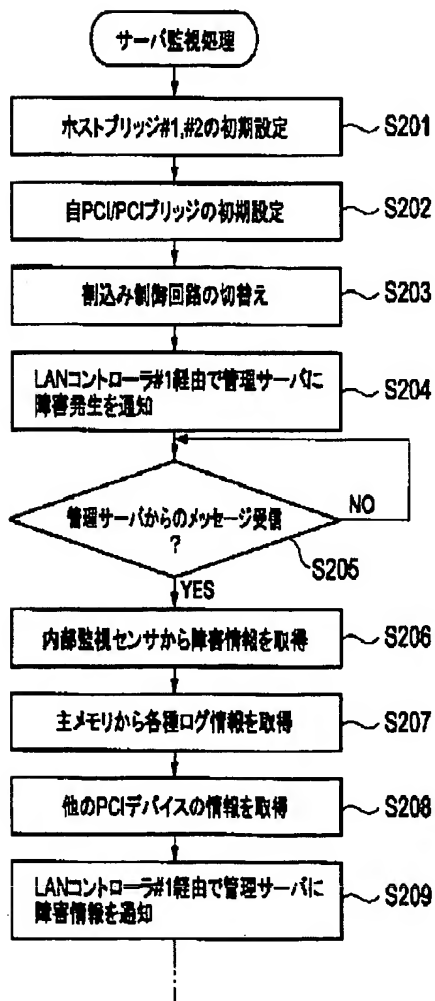 サーバ監視処理
ホストブリッジ#1,#2の初期設定
S201
自PCI/PCIブリッジの初期設定
S202
割込み制御回路の切替え
S203
LANコントローラ#1経由で管理サーバに
障害発生を通知
S204
管理サーバからのメッセージ受信
?
NO
S205
YES
内部監視センサから障害情報を取得
S206
主メモリから各種ログ情報を取得
S207
他のPCIデバイスの情報を取得
S208
LANコントローラ#1経由で管理サーバに
障害情報を通知
S209